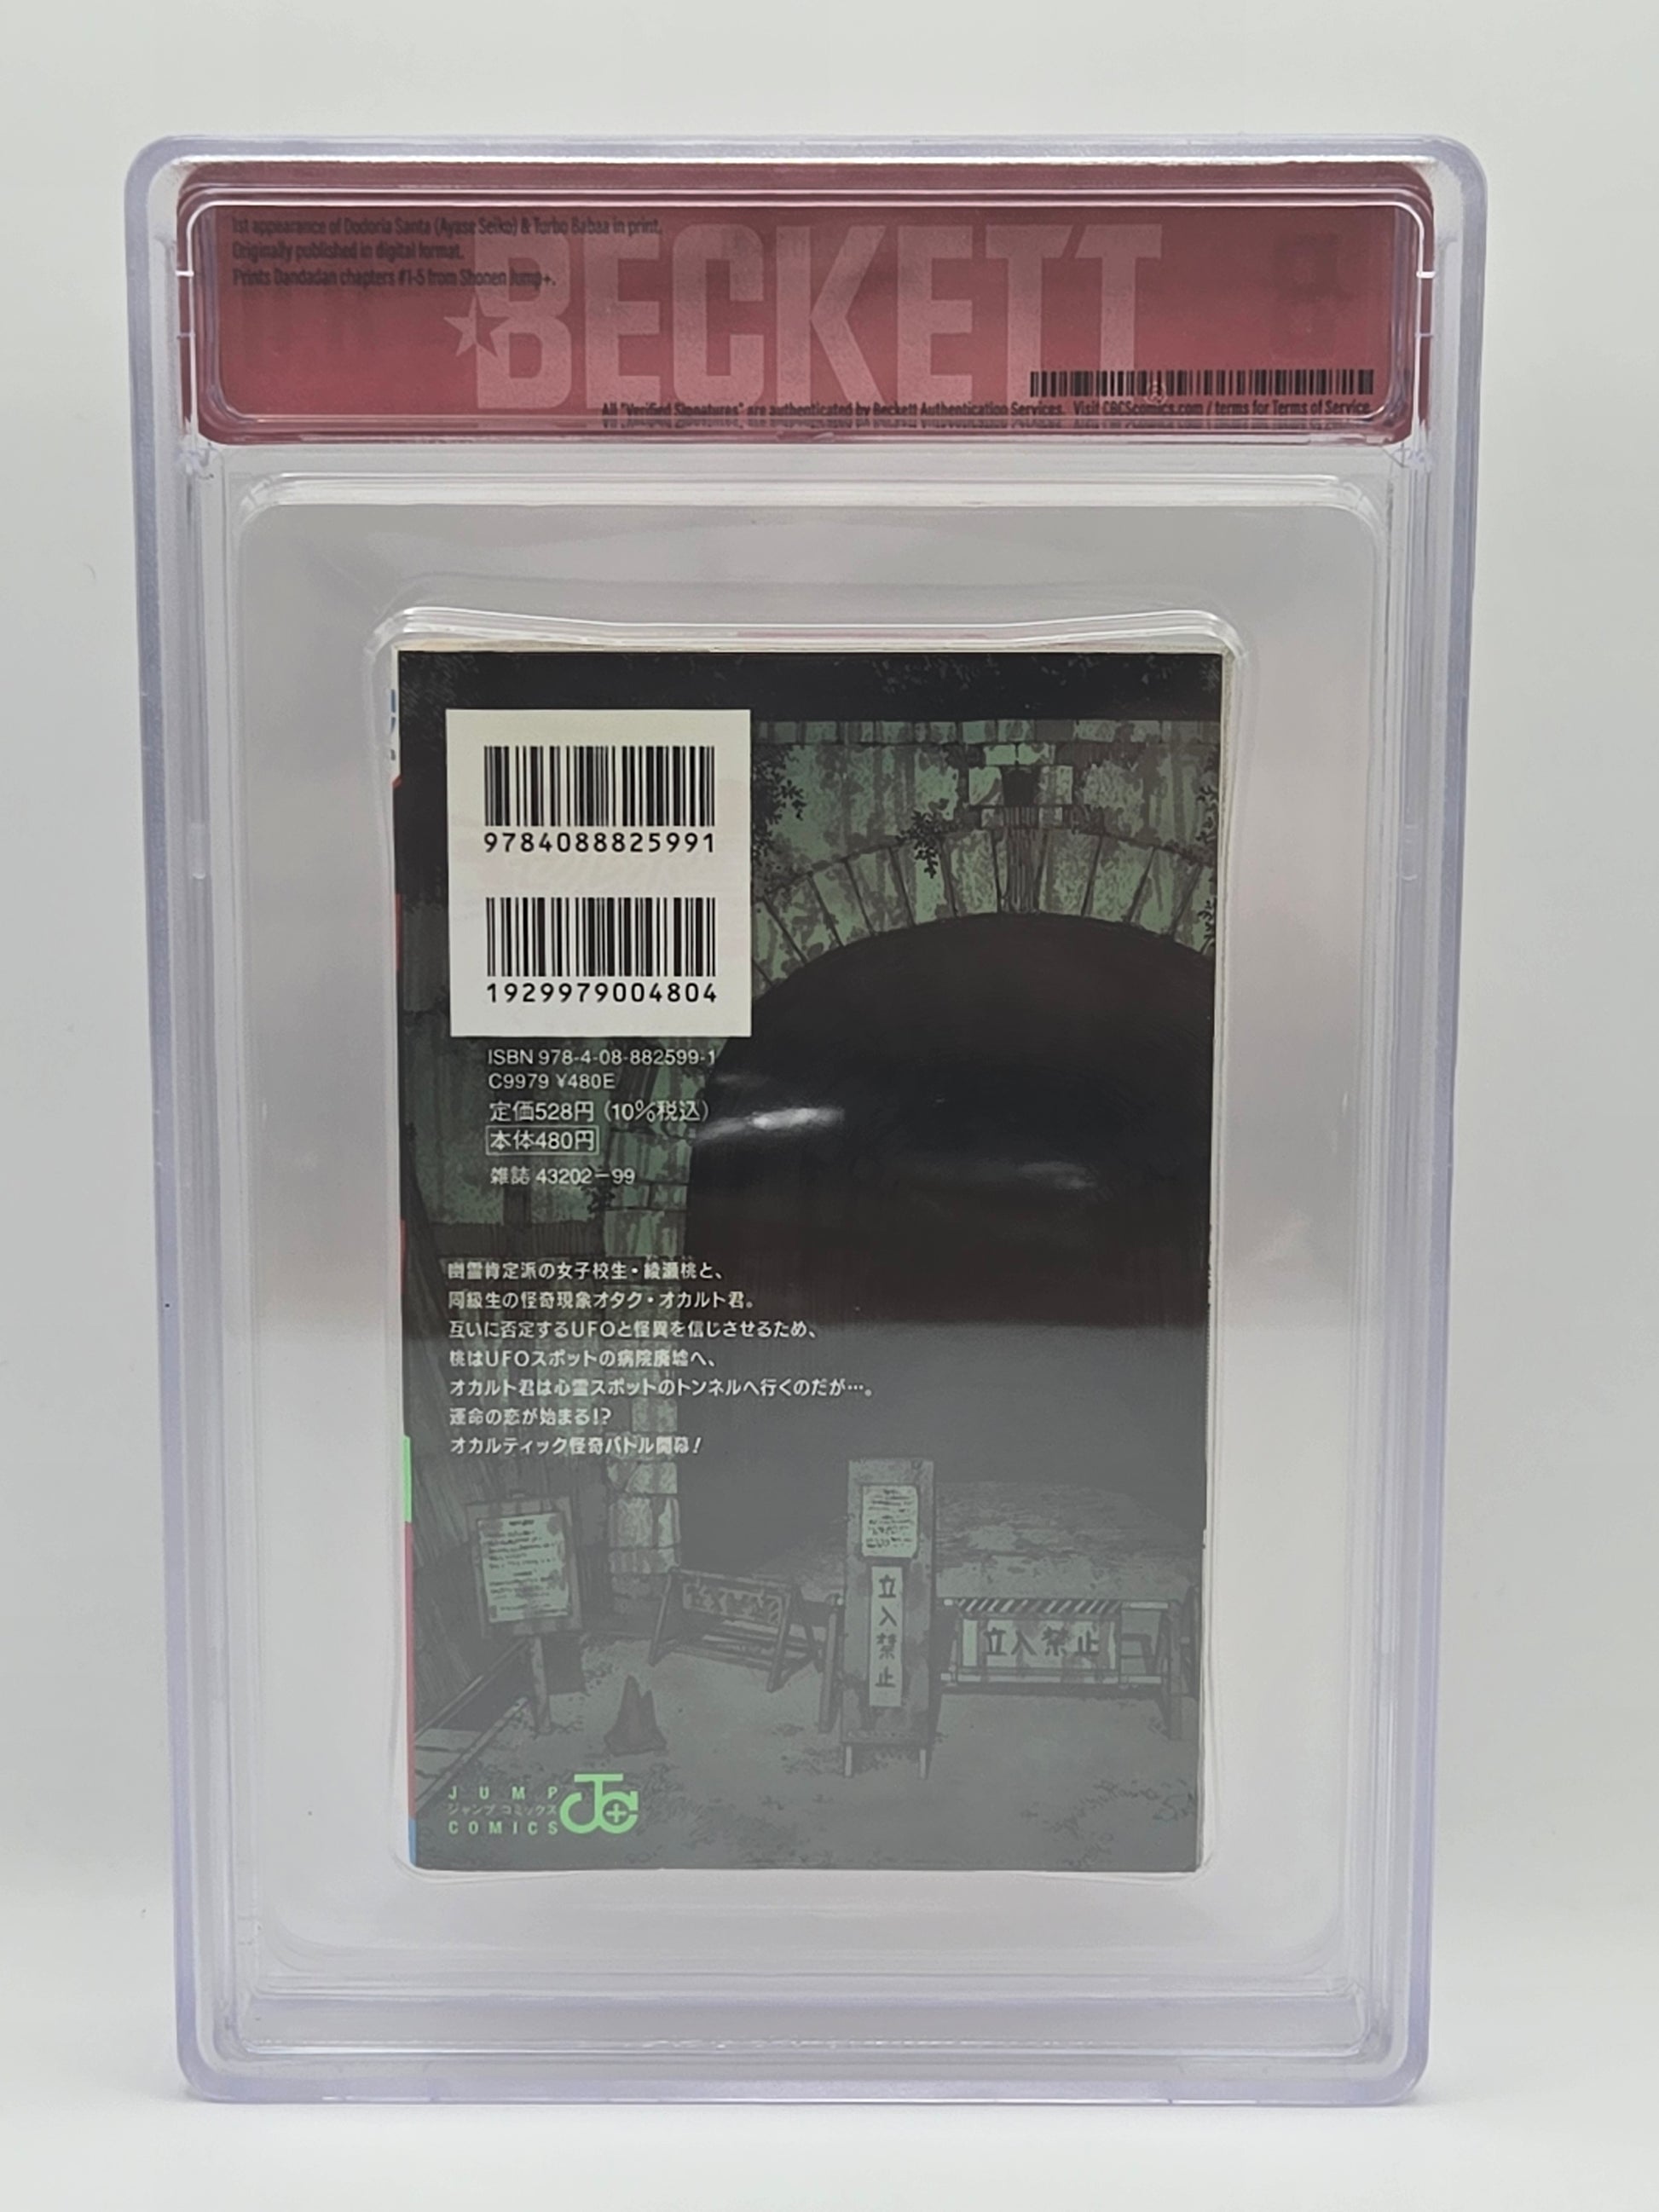 1st appearance of Dodoria Santa (Ayase Seiko) & Turbo Babaa in print.
Originally published in digital format.
Prints Dandadan chapters #1-5 from Shonen Jump+.
BECKETT
All "Verified Signatures" are authenticated by Beckett Authentication Services. Visit CBCScomics.com / terms for Terms of Service.
9784088825991
1929979004804
ISBN 978-4-08-882599-1
C9979 ¥480E
定価528円(10%税込)
本体480円
雑誌 43202-99
幽霊肯定派の女子校生・綾瀬桃と、
同級生の怪奇現象オタク・オカルト君。
互いに否定するUFOと怪異を信じさせるため、
桃はUFOスポットの病院廃墟へ、
オカルト君は心霊スポットのトンネルへ行くのだが…。
運命の恋が始まる!?
オカルティック怪奇バトル開幕!
立入禁止
立入禁止
JUMP
ジャンプ コミックス
COMICS
JC+